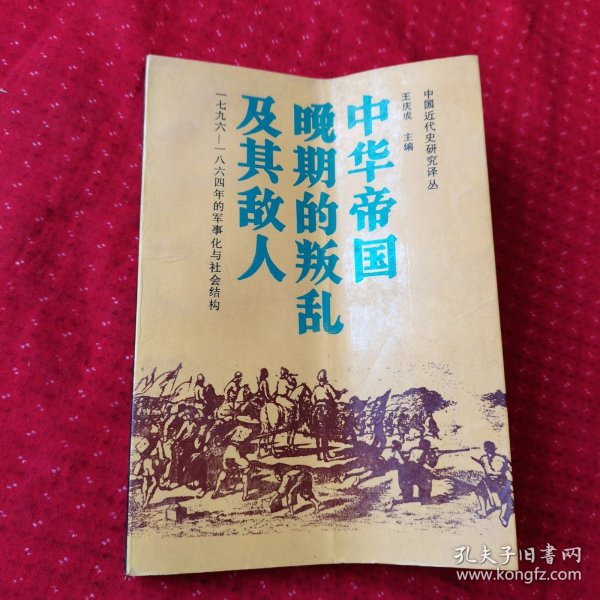 中国近代史研究译丛
王庆成 主编
中华帝国
晚期的叛乱
及其敌人
一七九六—一八六四年的军事化与社会结构
孔夫子旧书网
www.kongfz.com